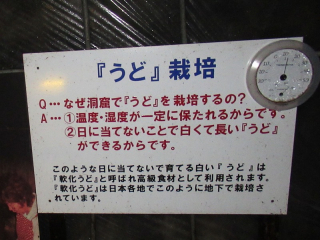 『うど』栽培
Q…なぜ洞窟で『うど』を栽培するの？
A…①温度・湿度が一定に保たれるからです。
②日に当てないことで白くて長い『うど』
ができるからです。
このような日に当てないで育てる白い『うど』は
『軟化うど』と呼ばれ高級食材として利用されます。
『軟化うど』は日本各地でこのように地下で栽培さ
れています。